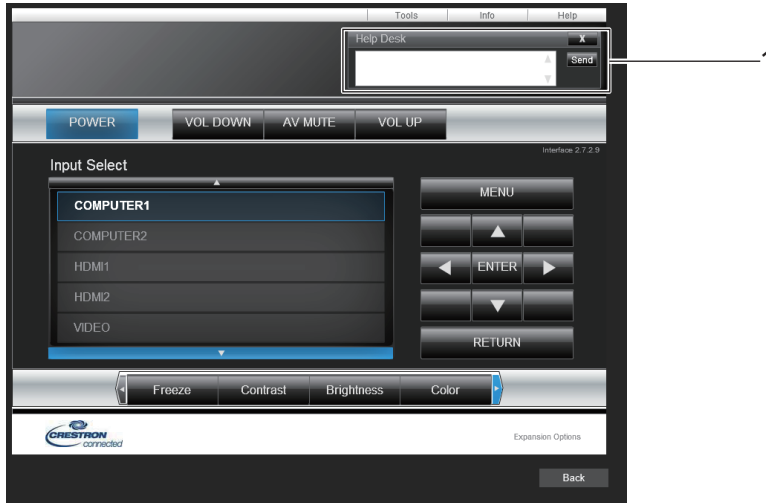 Tools Info Help
Help Desk X
Send
1
POWER VOL DOWN AV MUTE VOL UP
Interface 2.7.2.9
Input Select
COMPUTER1
COMPUTER2
HDMI1
HDMI2
VIDEO
MENU
ENTER
RETURN
Freeze Contrast Brightness Color
CRESTRON
connected
Expansion Options
Back